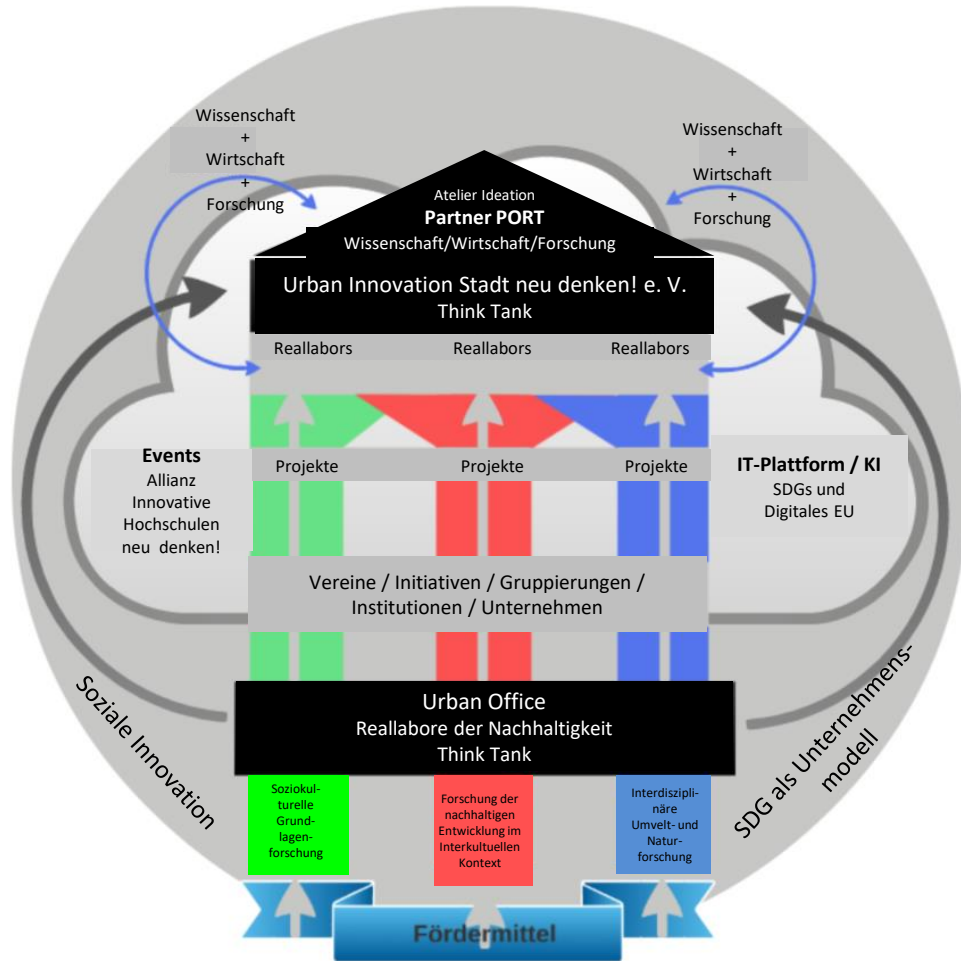 Wissenschaft
+
Wirtschaft
+
Forschung
Wissenschaft
+
Wirtschaft
+
Forschung
Atelier Ideation
Partner PORT
Wissenschaft/Wirtschaft/Forschung
Urban Innovation Stadt neu denken! e. V.
Think Tank
Reallabors
Reallabors
Reallabors
Events
Allianz
Innovative
Hochschulen
neu denken!
Projekte
Projekte
Projekte
IT-Plattform / KI
SDGs und
Digitales EU
Vereine / Initiativen / Gruppierungen /
Institutionen / Unternehmen
Soziale Innovation
SDG als Unternehmens-
modell
Urban Office
Reallabore der Nachhaltigkeit
Think Tank
Soziokul-
turelle
Grund-
lagen-
forschung
Forschung der
nachhaltigen
Entwicklung im
Interkultuellen
Kontext
Interdiszipli-
näre
Umwelt- und
Natur-
forschung
Fördermittel